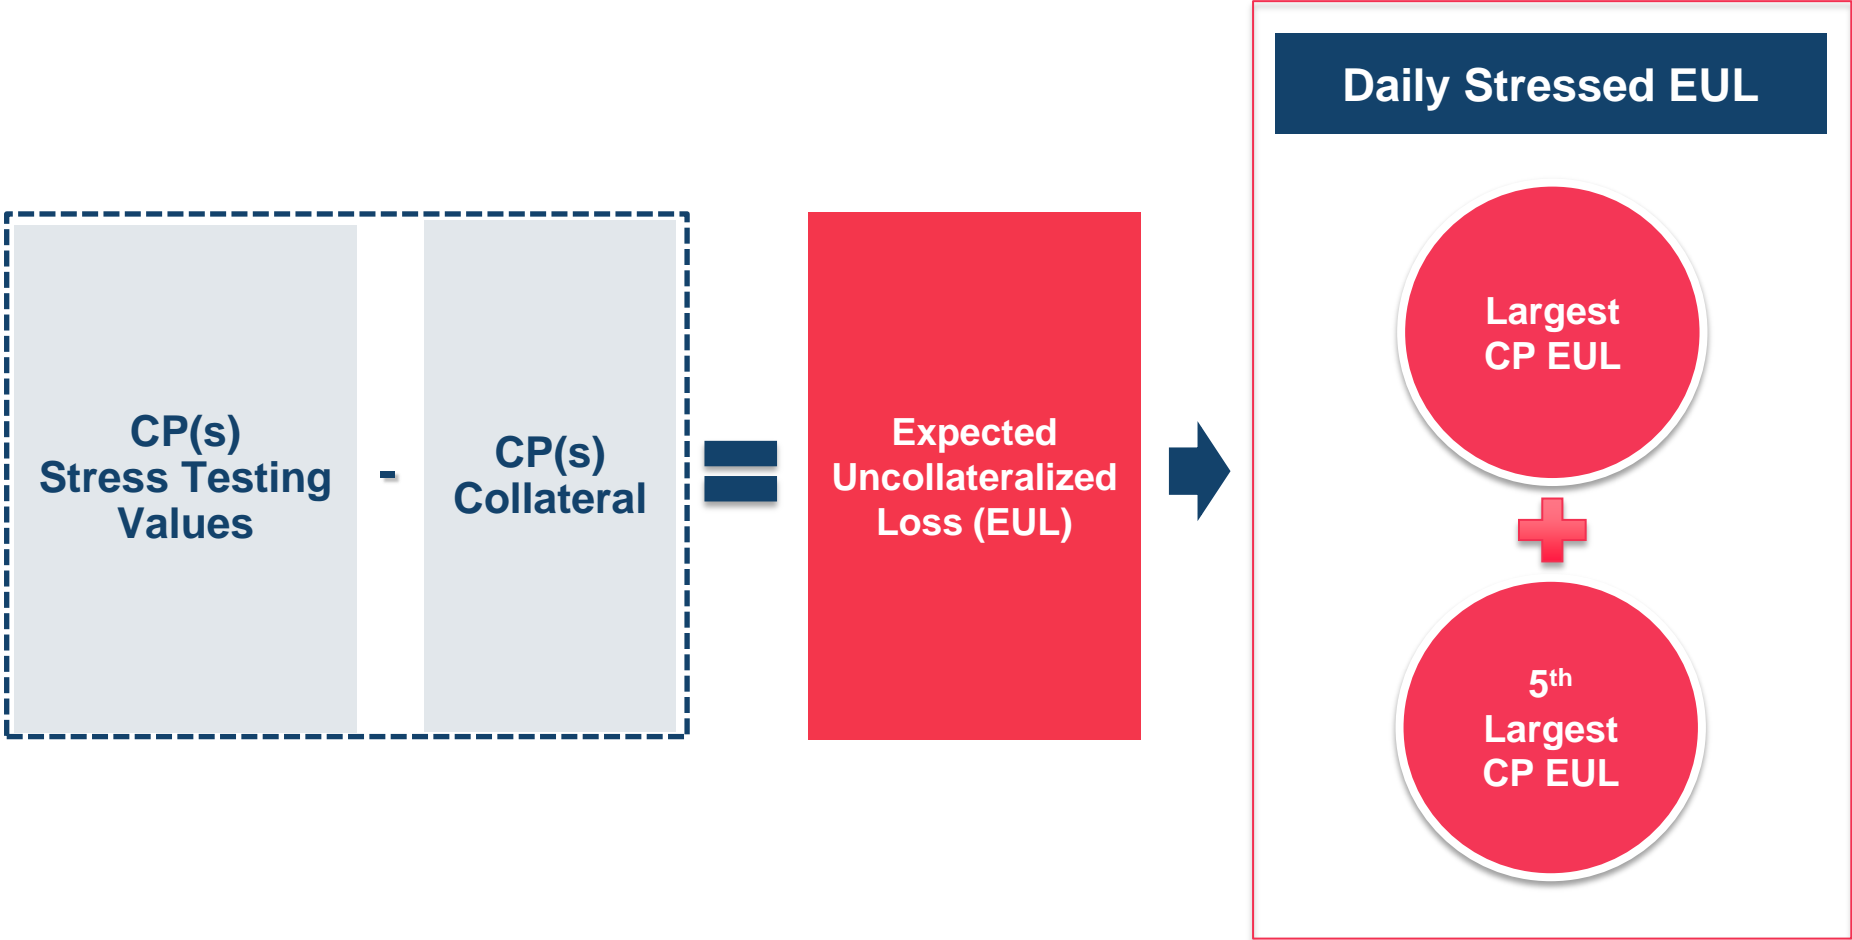 Daily Stressed EUL
CP(s)
Stress Testing
Values
-
CP(s)
Collateral
=
Expected
Uncollateralized
Loss (EUL)
Largest
CP EUL
+
5th
Largest
CP EUL